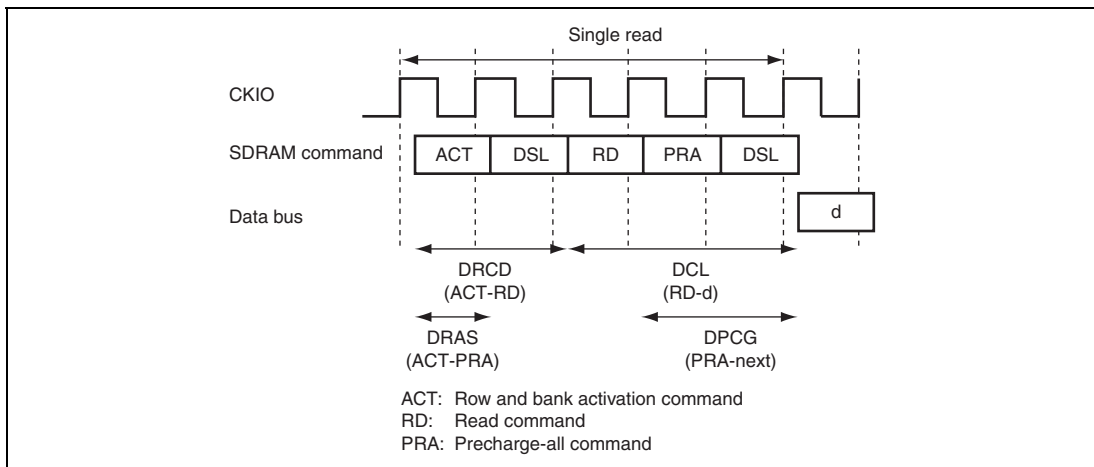 Single read
CKIO
SDRAM command ACT DSL RD PRA DSL
Data bus d
DRCD DCL
(ACT-RD) (RD-d)
DRAS DPCG
(ACT-PRA) (PRA-next)
ACT: Row and bank activation command
RD: Read command
PRA: Precharge-all command